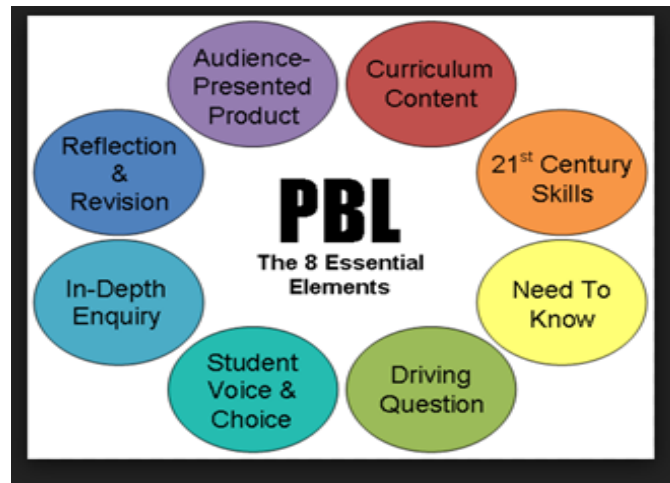 PBL
The 8 Essential
Elements
Curriculum
Content
21st Century
Skills
Need To
Know
Driving
Question
Student
Voice &
Choice
In-Depth
Enquiry
Reflection
&
Revision
Audience-
Presented
Product